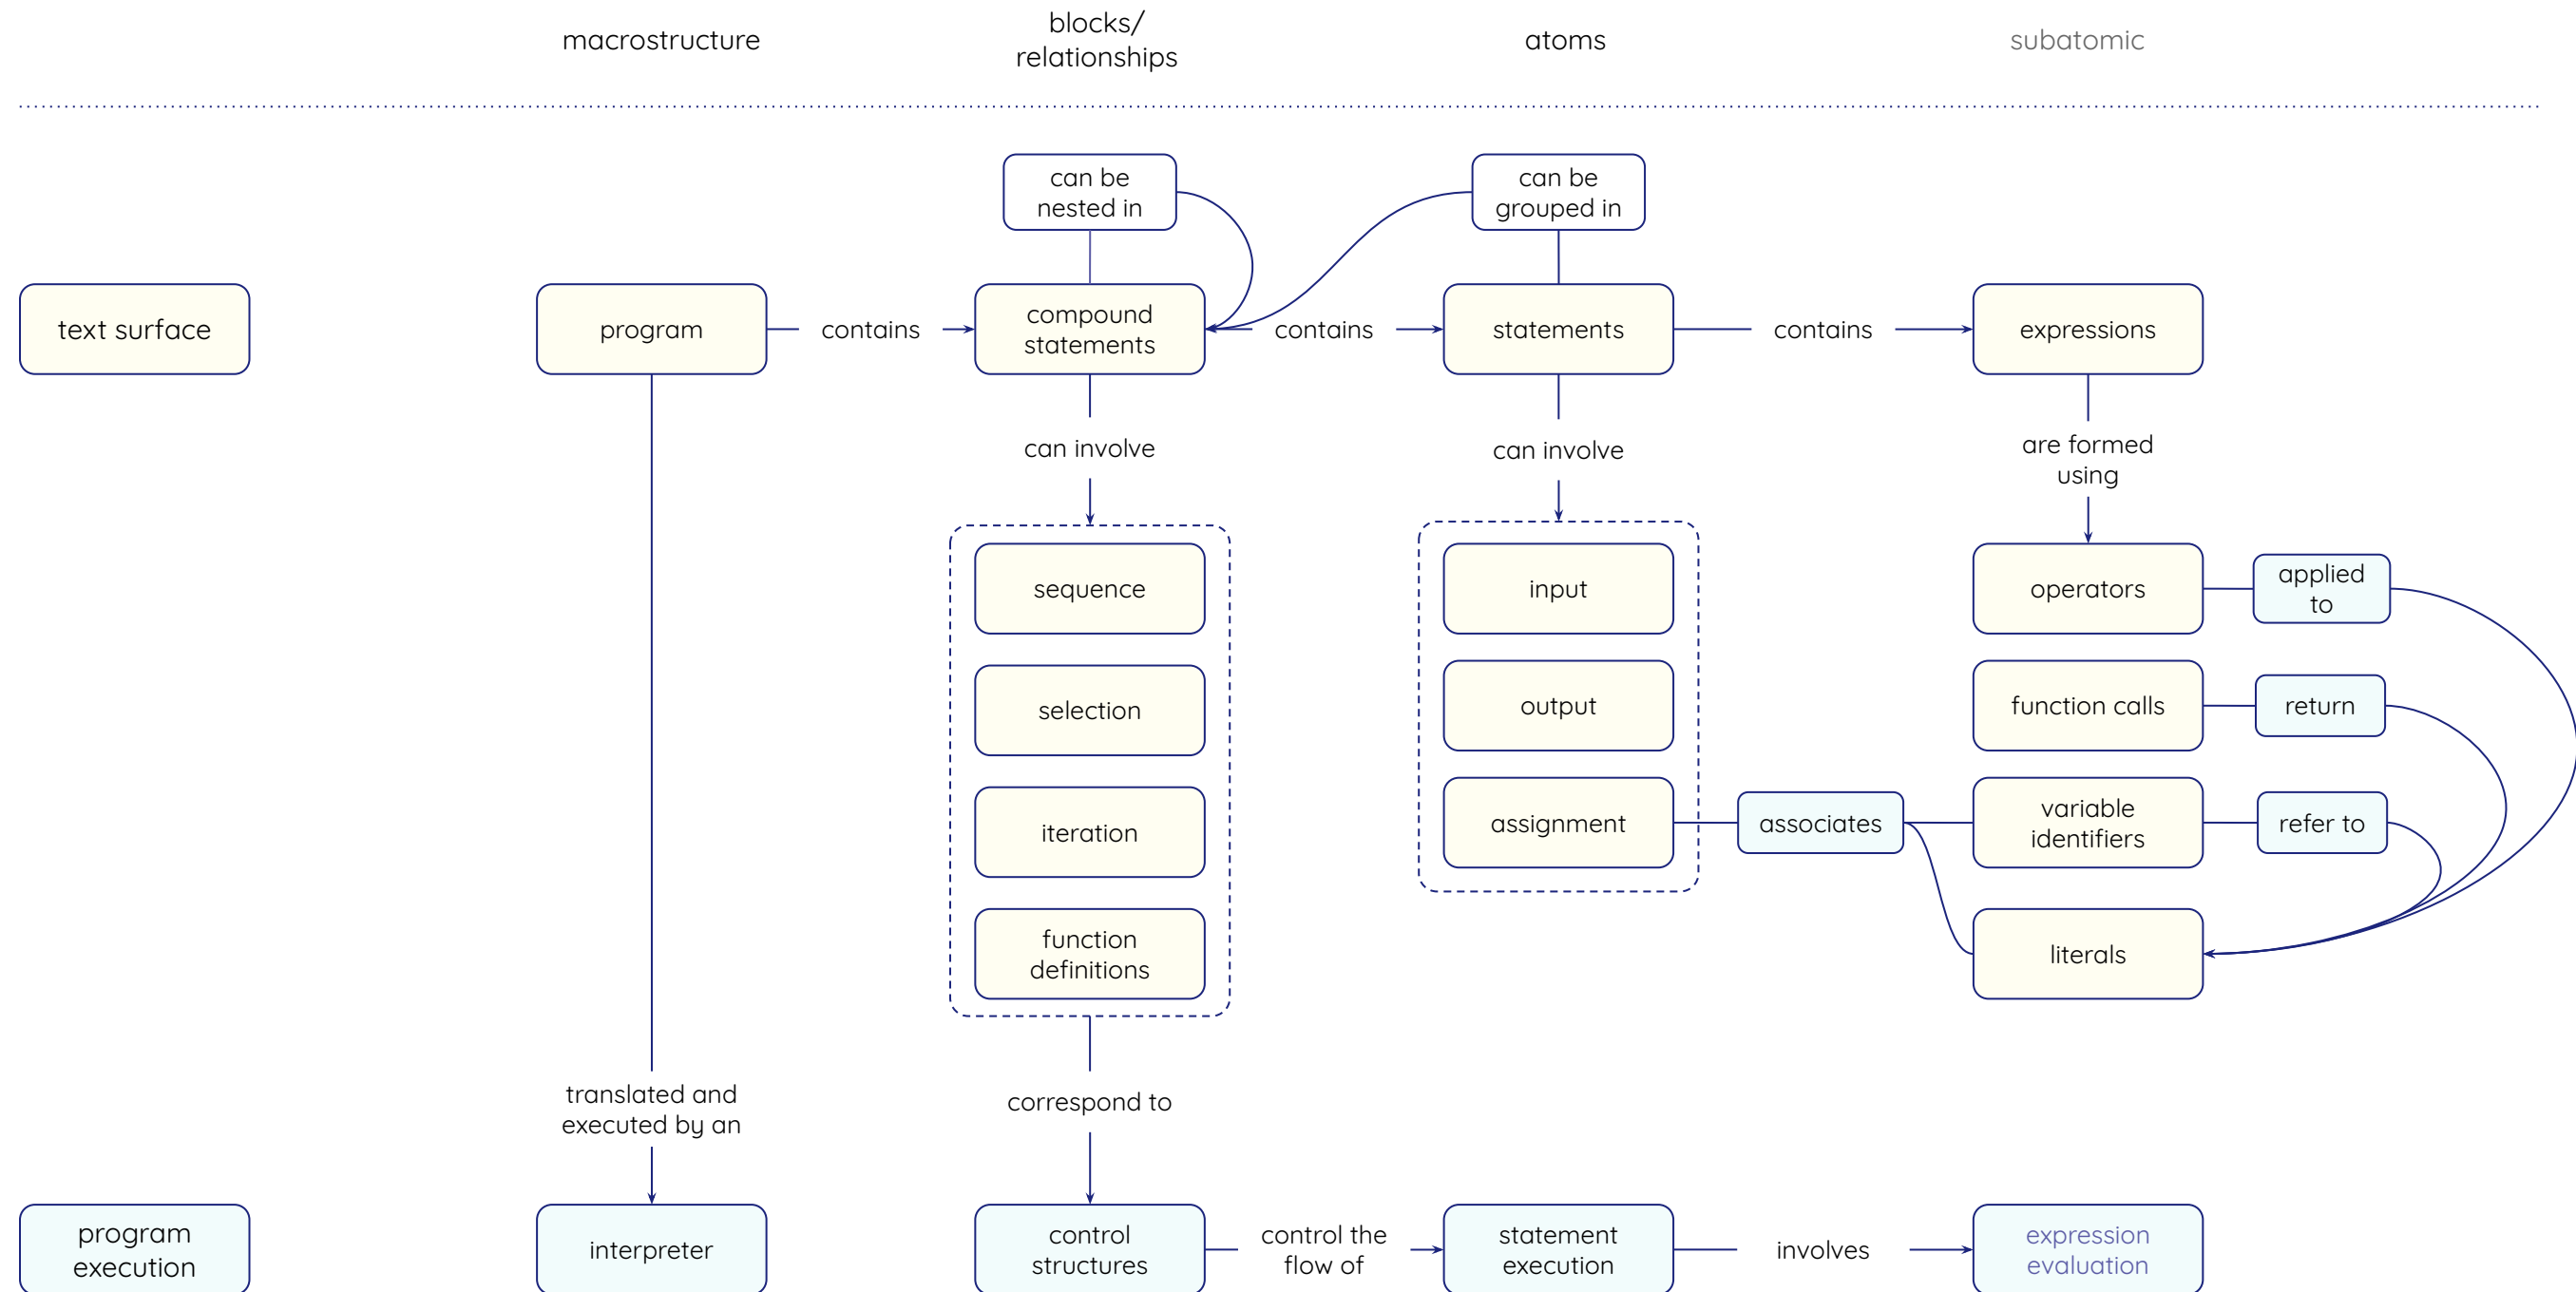 macrostructure
blocks/
relationships
atoms
subatomic
can be
nested in
can be
grouped in
text surface
program
contains
compound
statements
contains
statements
contains
expressions
can involve
can involve
are formed
using
sequence
selection
iteration
function
definitions
input
output
assignment
associates
operators
applied
to
function calls
return
variable
identifiers
refer to
literals
translated and
executed by an
correspond to
program
execution
interpreter
control
structures
control the
flow of
statement
execution
involves
expression
evaluation